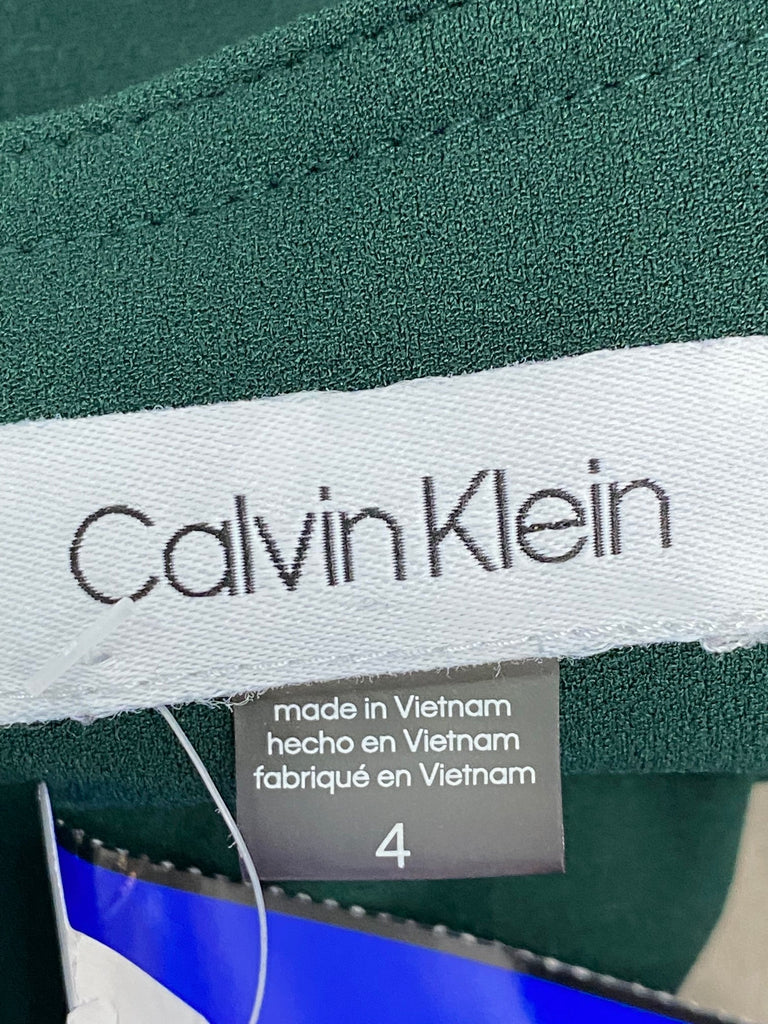 Calvin Klein
made in Vietnam
hecho en Vietnam
fabriqué en Vietnam
4